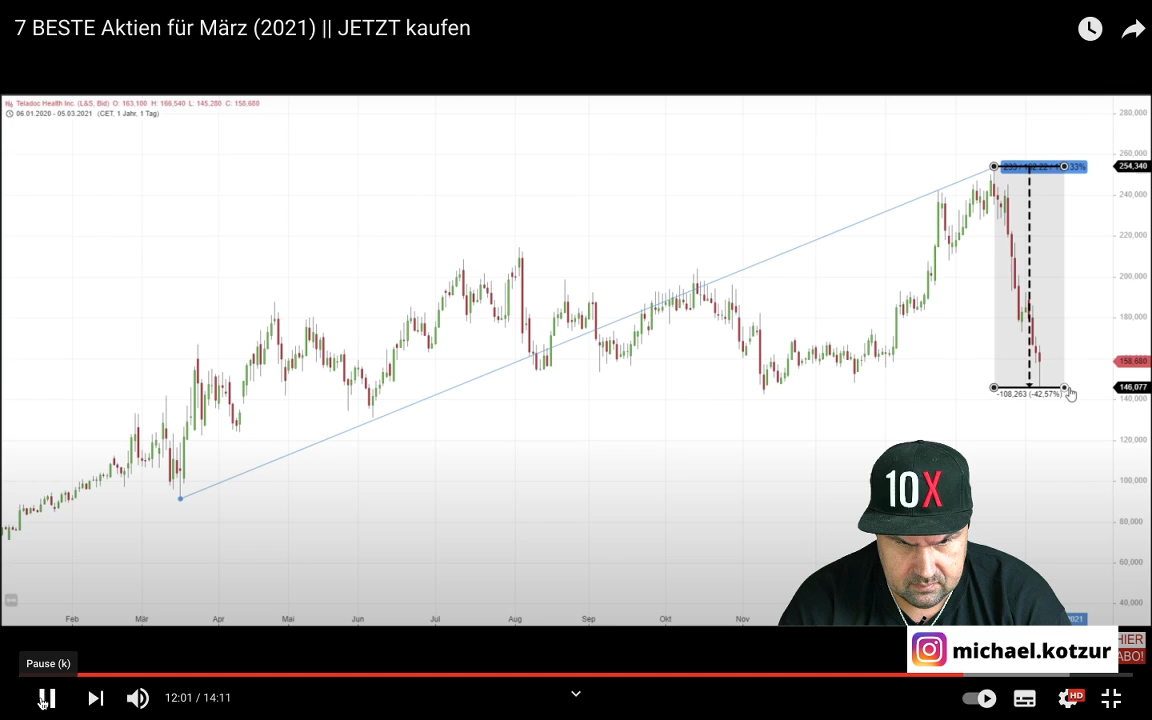 7 BESTE Aktien für März (2021) || JETZT kaufen
Teladoc Health Inc. (L&S, Bid) O: 163,100 H: 166,540 L: 145,280 C: 158,680
06.01.2020 - 05.03.2021 (CET, 1 Jahr, 1 Tag)
280,000
260,000
33%
254,340
240,000
220,000
200,000
180,000
158,680
146,077
-108,263 (-42,57%)
140,000
120,000
100,000
80,000
60,000
40,000
10X
Feb Mär Apr Mai Jun Jul Aug Sep Okt Nov 2021
HIER
ABO!
michael.kotzur
Pause (k)
12:01 / 14:11
HD